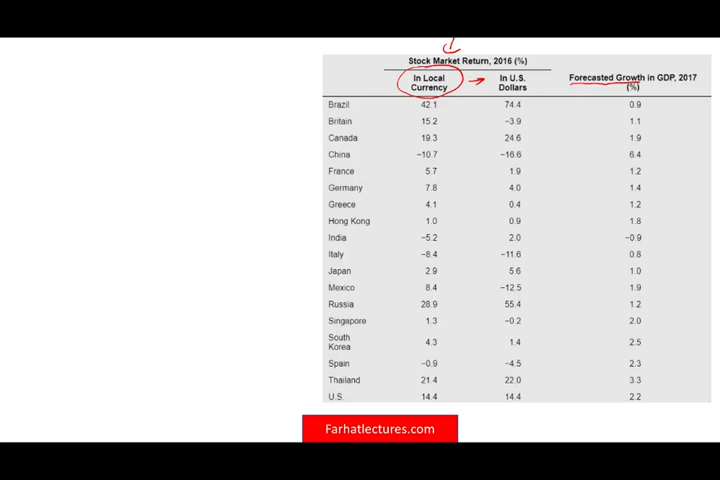 Stock Market Return, 2016 (%)
In Local Currency In U.S. Dollars Forecasted Growth in GDP, 2017 (%)
Brazil 42.1 74.4 0.9
Britain 15.2 −3.9 1.1
Canada 19.3 24.6 1.9
China −10.7 −16.6 6.4
France 5.7 1.9 1.2
Germany 7.8 4.0 1.4
Greece 4.1 0.4 1.2
Hong Kong 1.0 0.9 1.8
India −5.2 2.0 −0.9
Italy −8.4 −11.6 0.8
Japan 2.9 5.6 1.0
Mexico 8.4 −12.5 1.9
Russia 28.9 55.4 1.2
Singapore 1.3 −0.2 2.0
South Korea 4.3 1.4 2.5
Spain −0.9 −4.5 2.3
Thailand 21.4 22.0 3.3
U.S. 14.4 14.4 2.2
Farhatlectures.com